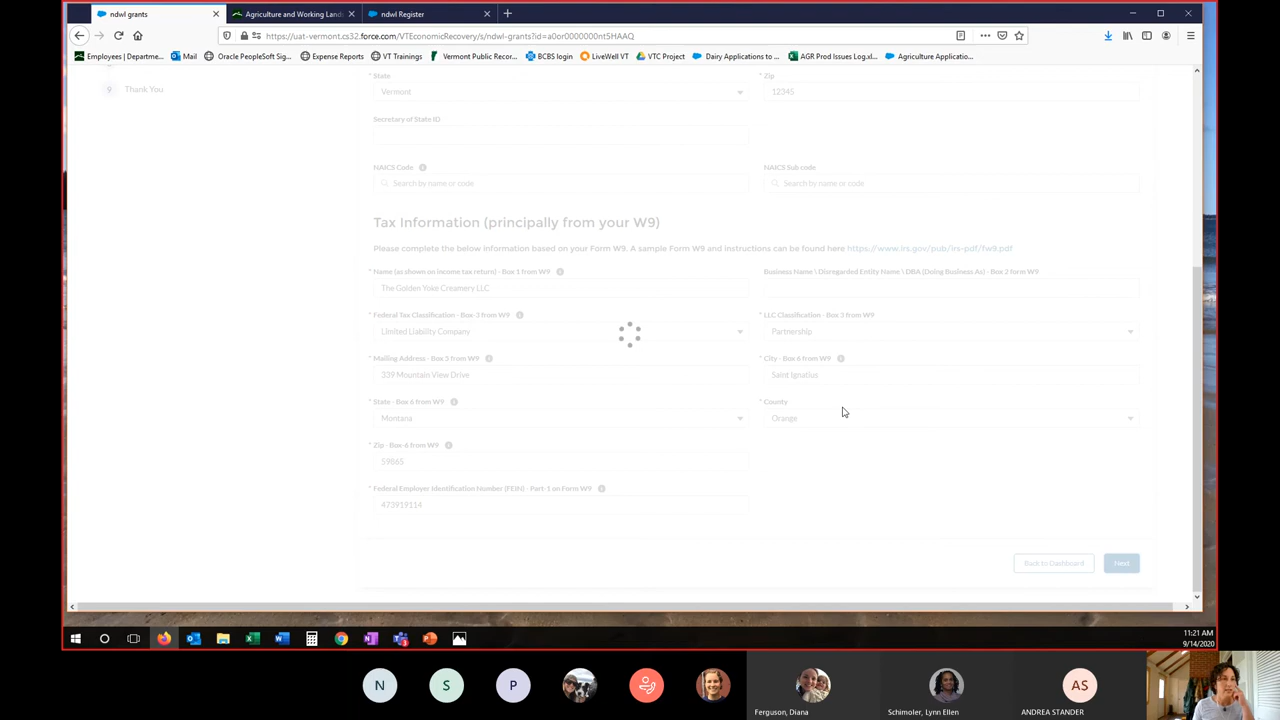 ndwl grants
Agriculture and Working Lands
ndwl Register
https://uat-vermont.cs32.force.com/VTEconomicRecovery/s/ndwl-grants?id=a0or0000000nt5HAAQ
Employees | Departme...
Mail
Oracle PeopleSoft Sig...
Expense Reports
VT Trainings
Vermont Public Recor...
BCBS login
LiveWell VT
VTC Project
Dairy Applications to ...
AGR Prod Issues Log.xl...
Agriculture Applicatio...
9
Thank You
* State
* Zip
Vermont
12345
Secretary of State ID
NAICS Code
NAICS Sub code
Search by name or code
Search by name or code
Tax Information (principally from your W9)
Please complete the below information based on your Form W9. A sample Form W9 and instructions can be found here https://www.irs.gov/pub/irs-pdf/fw9.pdf
* Name (as shown on income tax return) - Box 1 from W9
Business Name \ Disregarded Entity Name \ DBA (Doing Business As) - Box 2 form W9
The Golden Yoke Creamery LLC
* Federal Tax Classification - Box-3 from W9
* LLC Classification - Box 3 from W9
Limited Liability Company
Partnership
* Mailing Address - Box 5 from W9
* City - Box 6 from W9
339 Mountain View Drive
Saint Ignatius
* State - Box 6 from W9
* County
Montana
Orange
* Zip - Box-6 from W9
59865
* Federal Employer Identification Number (FEIN) - Part-1 on Form W9
473919114
Back to Dashboard
Next
11:21 AM
9/14/2020
N
S
P
AS
Ferguson, Diana
Schimoler, Lynn Ellen
ANDREA STANDER